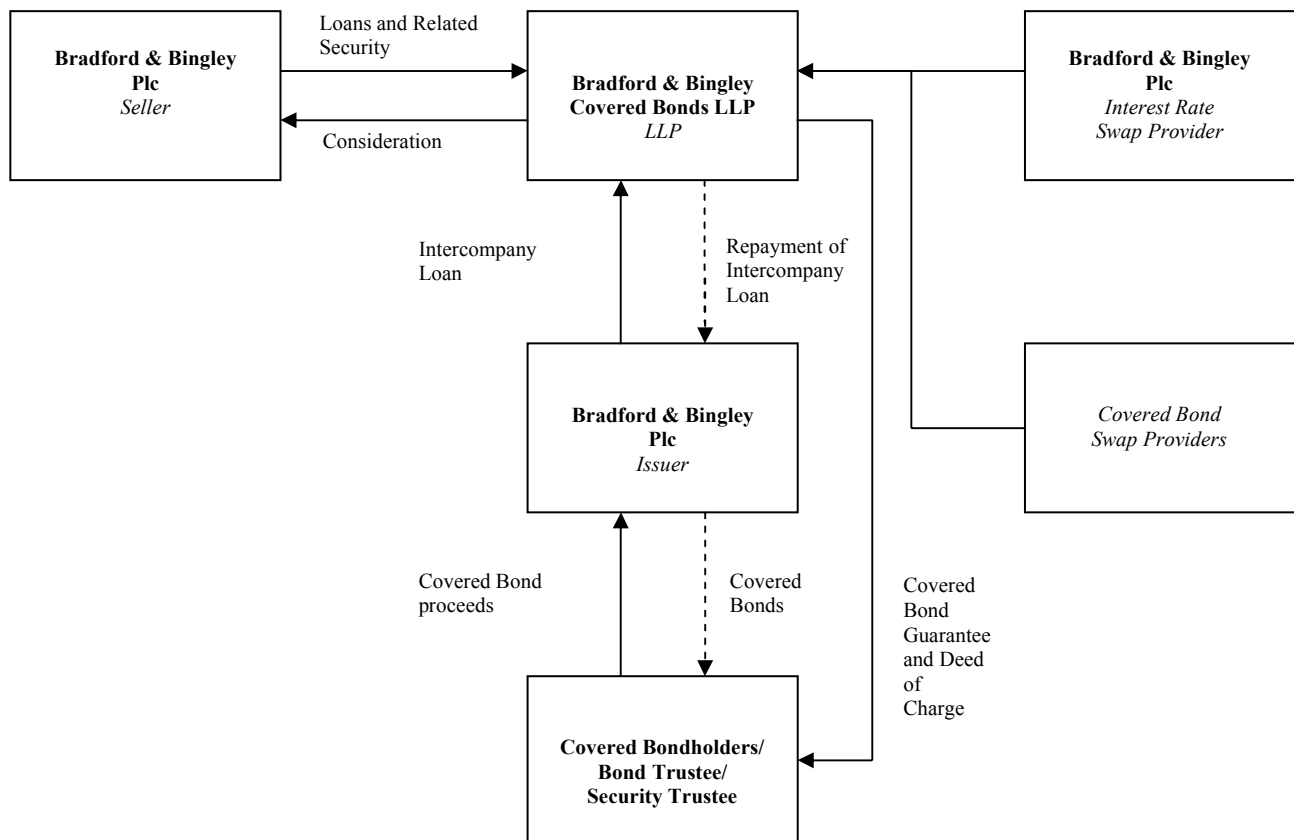 Loans and Related
Security
Bradford & Bingley
Plc
Seller
Consideration
Bradford & Bingley
Covered Bonds LLP
LLP
Bradford & Bingley
Plc
Interest Rate
Swap Provider
Intercompany
Loan
Repayment of
Intercompany
Loan
Bradford & Bingley
Plc
Issuer
Covered Bond
Swap Providers
Covered Bond
proceeds
Covered
Bonds
Covered
Bond
Guarantee
and Deed
of
Charge
Covered Bondholders/
Bond Trustee/
Security Trustee